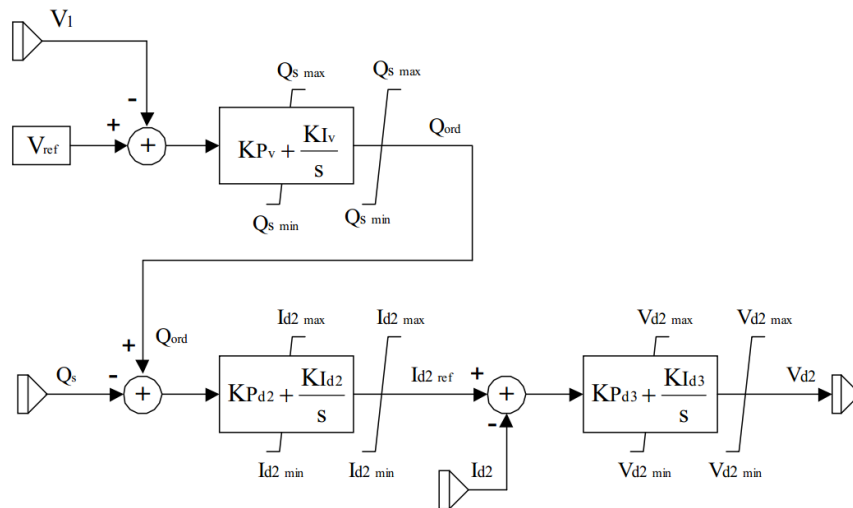 V1
-
Qs max
Qs max
+
Vref
+
KPv + KIv/s
Qord
Qs min
Qs min
Qord
+
Id2 max
Id2 max
Vd2 max
Vd2 max
Qs
-
+
KPd2 + KId2/s
Id2 ref
+
+
KPd3 + KId3/s
Vd2
-
Id2 min
Id2 min
Id2
Vd2 min
Vd2 min